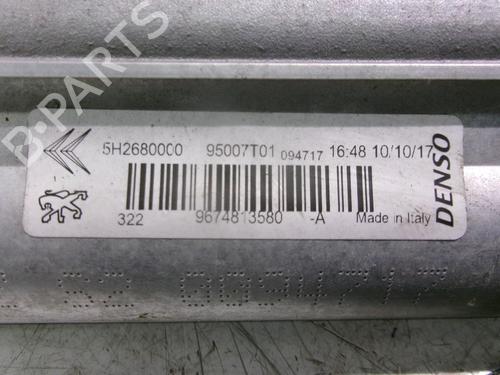 B-PARTS
5H2680000 95007T01 094717 16:48 10/10/17
322 9674813580 -A Made in Italy
DENSO